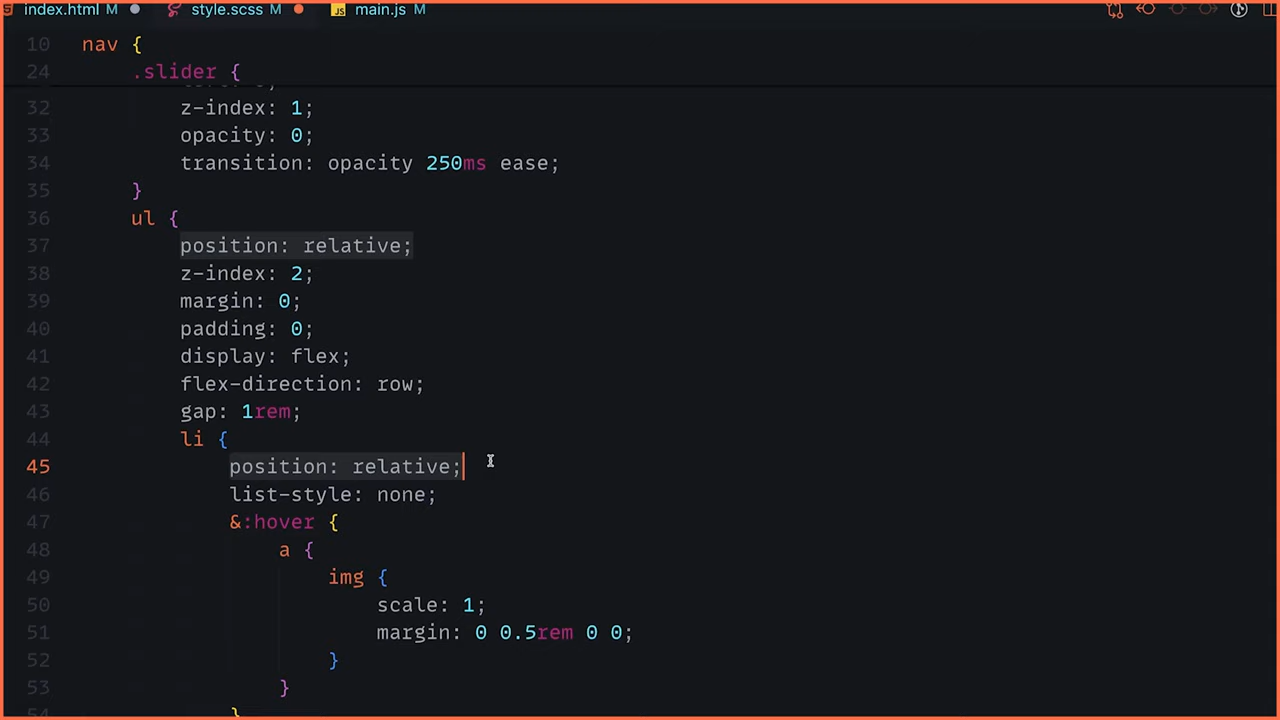 index.html M style.scss M JS main.js M
10 nav {
24 .slider {
32 z-index: 1;
33 opacity: 0;
34 transition: opacity 250ms ease;
35 }
36 ul {
37 position: relative;
38 z-index: 2;
39 margin: 0;
40 padding: 0;
41 display: flex;
42 flex-direction: row;
43 gap: 1rem;
44 li {
45 position: relative;
46 list-style: none;
47 &:hover {
48 a {
49 img {
50 scale: 1;
51 margin: 0 0.5rem 0 0;
52 }
53 }
54 }